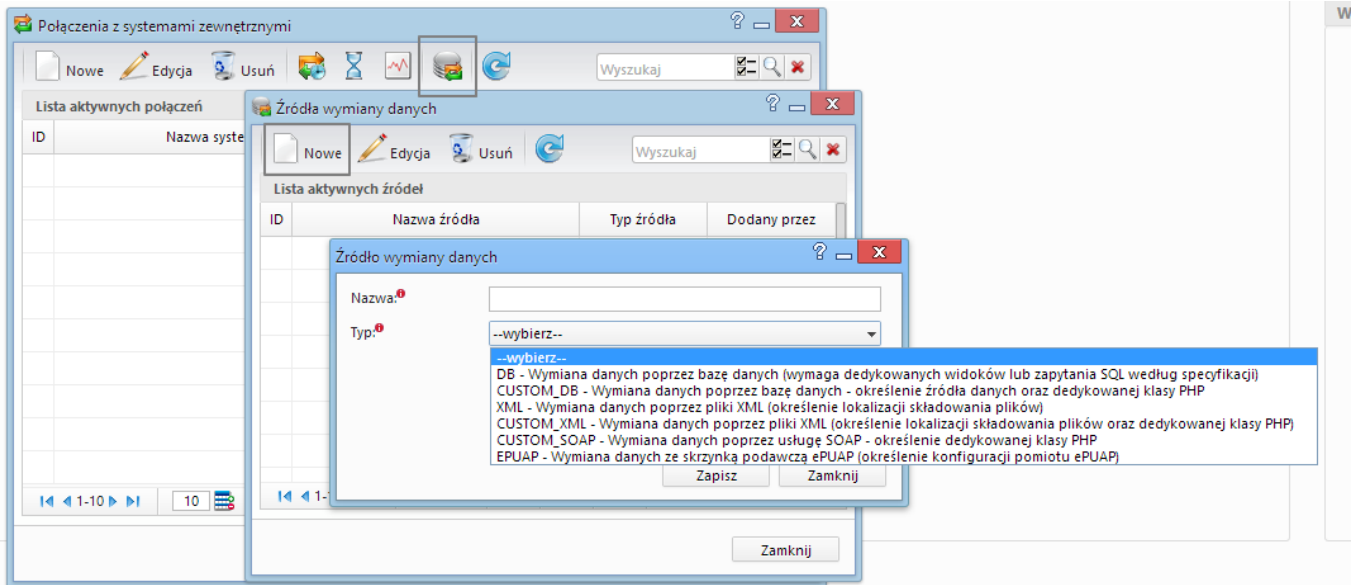 Połączenia z systemami zewnętrznymi
W
Nowe Edycja Usuń Wyszukaj
Lista aktywnych połączeń
ID Nazwa syste
Źródła wymiany danych
Nowe Edycja Usuń Wyszukaj
Lista aktywnych źródeł
ID Nazwa źródła Typ źródła Dodany przez
Źródło wymiany danych
Nazwa:
Typ: --wybierz--
--wybierz--
DB - Wymiana danych poprzez bazę danych (wymaga dedykowanych widoków lub zapytania SQL według specyfikacji)
CUSTOM_DB - Wymiana danych poprzez bazę danych - określenie źródła danych oraz dedykowanej klasy PHP
XML - Wymiana danych poprzez pliki XML (określenie lokalizacji składowania plików)
CUSTOM_XML - Wymiana danych poprzez pliki XML (określenie lokalizacji składowania plików oraz dedykowanej klasy PHP)
CUSTOM_SOAP - Wymiana danych poprzez usługę SOAP - określenie dedykowanej klasy PHP
EPUAP - Wymiana danych ze skrzynką podawczą ePUAP (określenie konfiguracji pomiotu ePUAP)
Zapisz Zamknij
1-10 10
1-
Zamknij